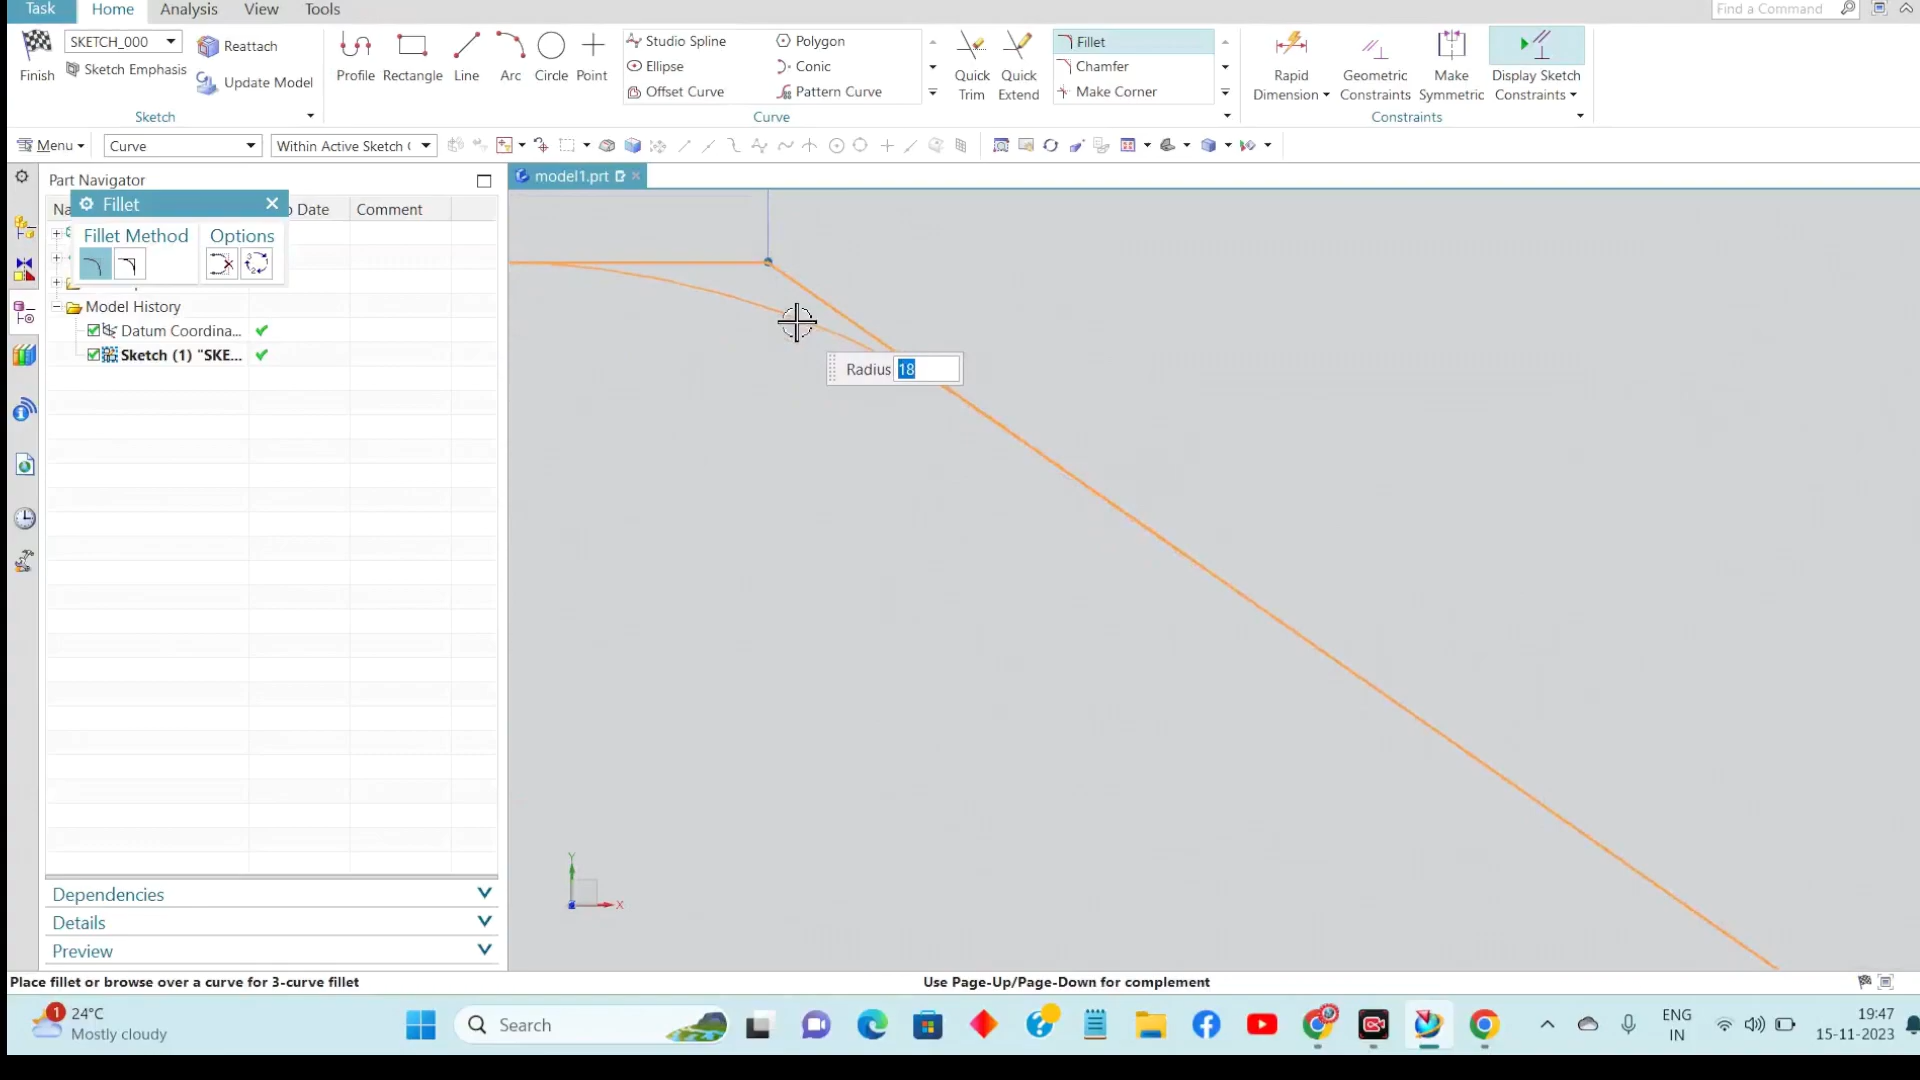 Task Home Analysis View Tools Find a Command
Finish SKETCH_000 Reattach
Sketch Emphasis Update Model
Sketch
Profile Rectangle Line Arc Circle Point
Studio Spline Polygon
Ellipse Conic
Offset Curve Pattern Curve
Quick Trim Quick Extend
Fillet
Chamfer
Make Corner
Curve
Rapid Dimension Geometric Constraints Make Symmetric Display Sketch Constraints
Constraints
Menu Curve Within Active Sketch
Part Navigator
model1.prt
Date Comment
Fillet
Fillet Method Options
Model History
Datum Coordina...
Sketch (1) "SKE...
Radius 18
Y
X
Dependencies
Details
Preview
Place fillet or browse over a curve for 3-curve fillet Use Page-Up/Page-Down for complement
1
24°C
Mostly cloudy
Search
ENG
IN
19:47
15-11-2023